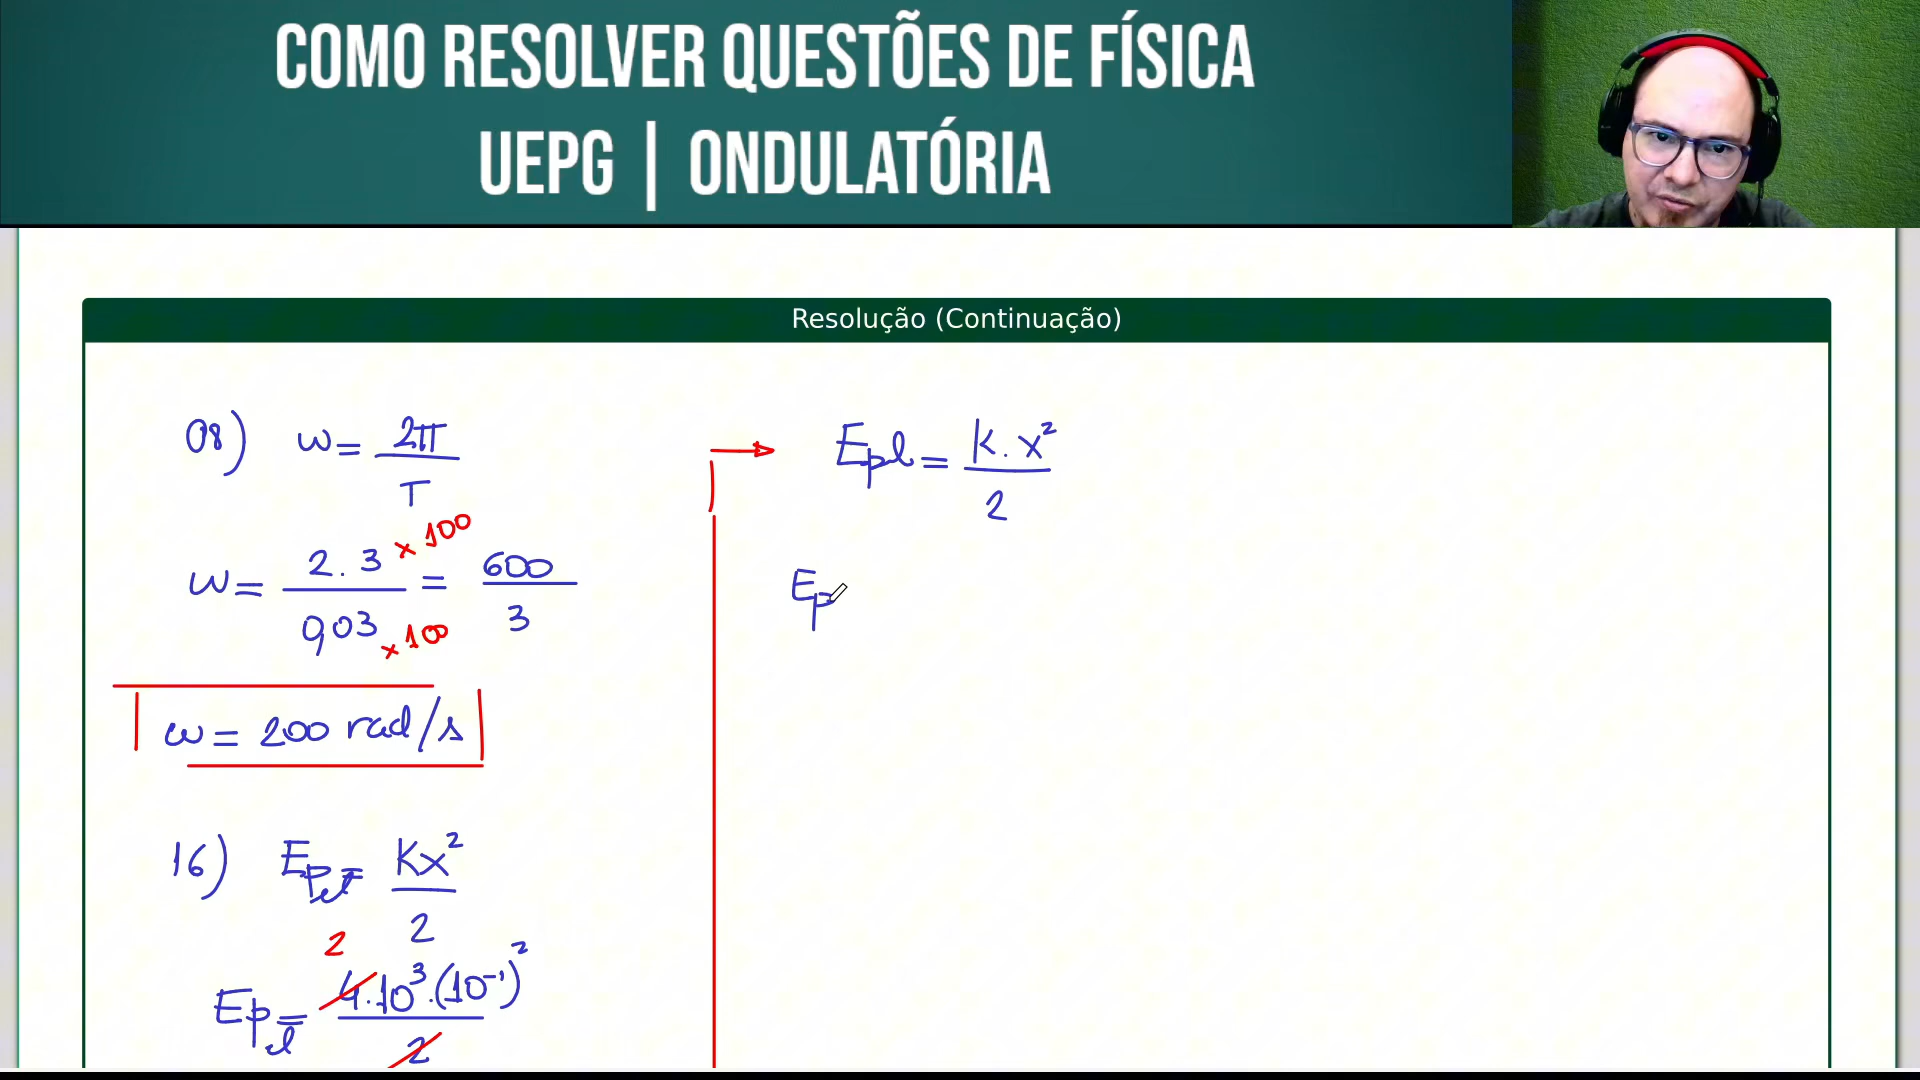 COMO RESOLVER QUESTÕES DE FÍSICA
UEPG | ONDULATÓRIA
Resolução (Continuação)
08) ω = 2π / T
ω = 2.3 ×100 / 0,03 ×100 = 600 / 3
ω = 200 rad/s
16) Epel = Kx² / 2
Epel = 4.10³.(10⁻¹)² / 2
2
→ Epel = K.x² / 2
Ep